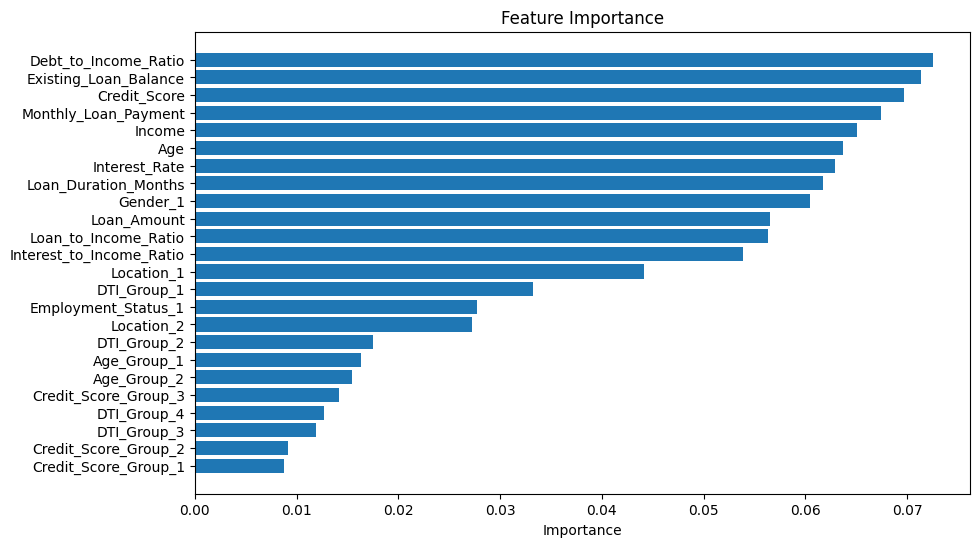 Feature Importance
Debt_to_Income_Ratio
Existing_Loan_Balance
Credit_Score
Monthly_Loan_Payment
Income
Age
Interest_Rate
Loan_Duration_Months
Gender_1
Loan_Amount
Loan_to_Income_Ratio
Interest_to_Income_Ratio
Location_1
DTI_Group_1
Employment_Status_1
Location_2
DTI_Group_2
Age_Group_1
Age_Group_2
Credit_Score_Group_3
DTI_Group_4
DTI_Group_3
Credit_Score_Group_2
Credit_Score_Group_1
0.00 0.01 0.02 0.03 0.04 0.05 0.06 0.07
Importance